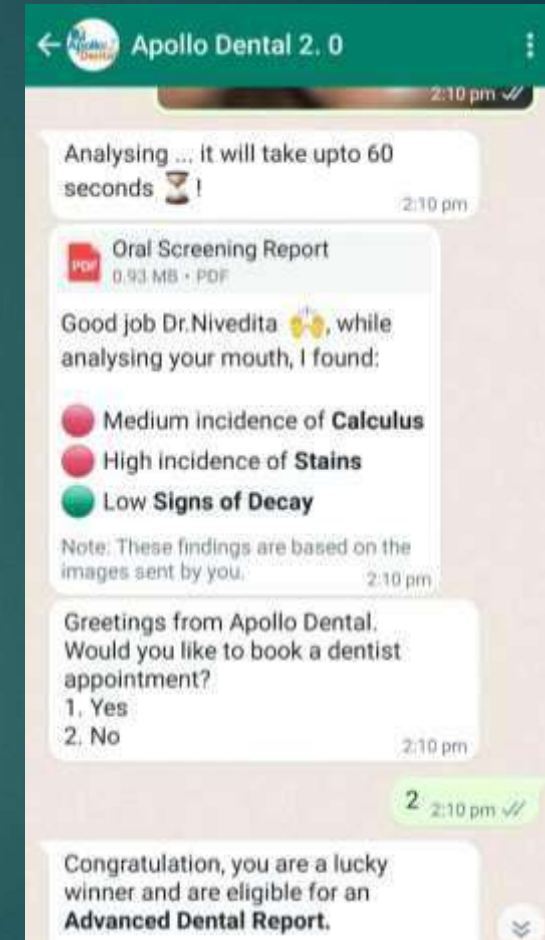 Apollo Dental 2. 0
2:10 pm
Analysing ... it will take upto 60
seconds ⏳ !
2:10 pm
PDF
Oral Screening Report
0.93 MB • PDF
Good job Dr.Nivedita 🙌, while
analysing your mouth, I found:
🔴 Medium incidence of Calculus
🔴 High incidence of Stains
🟢 Low Signs of Decay
Note: These findings are based on the
images sent by you.
2:10 pm
Greetings from Apollo Dental.
Would you like to book a dentist
appointment?
1. Yes
2. No
2:10 pm
2 2:10 pm
Congratulation, you are a lucky
winner and are eligible for an
Advanced Dental Report.